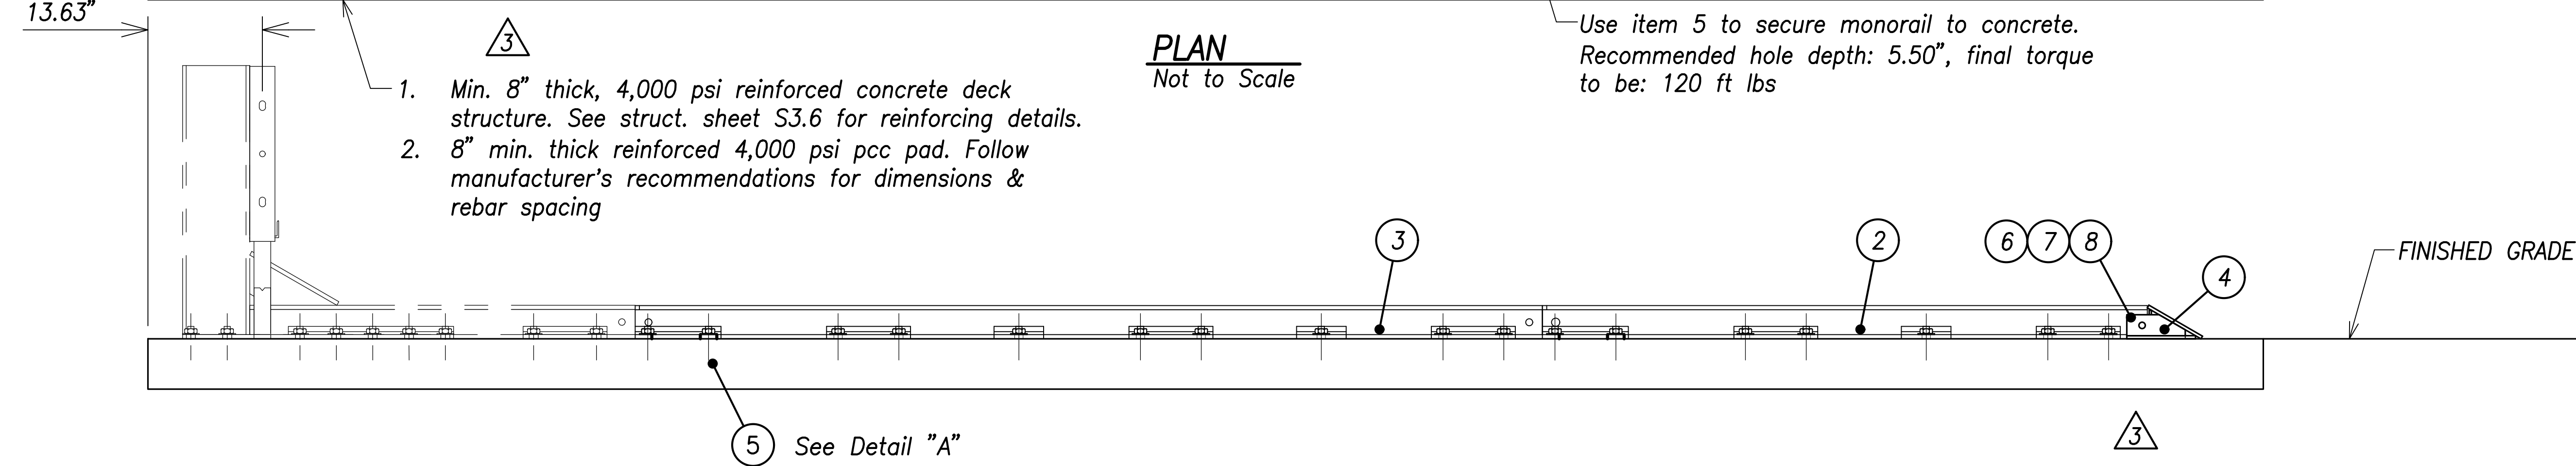 13.63"
3
1. Min. 8" thick, 4,000 psi reinforced concrete deck
structure. See struct. sheet S3.6 for reinforcing details.
2. 8" min. thick reinforced 4,000 psi pcc pad. Follow
manufacturer's recommendations for dimensions &
rebar spacing
PLAN
Not to Scale
Use item 5 to secure monorail to concrete.
Recommended hole depth: 5.50", final torque
to be: 120 ft lbs
3
2
6 7 8
4
FINISHED GRADE
5 See Detail "A"
3